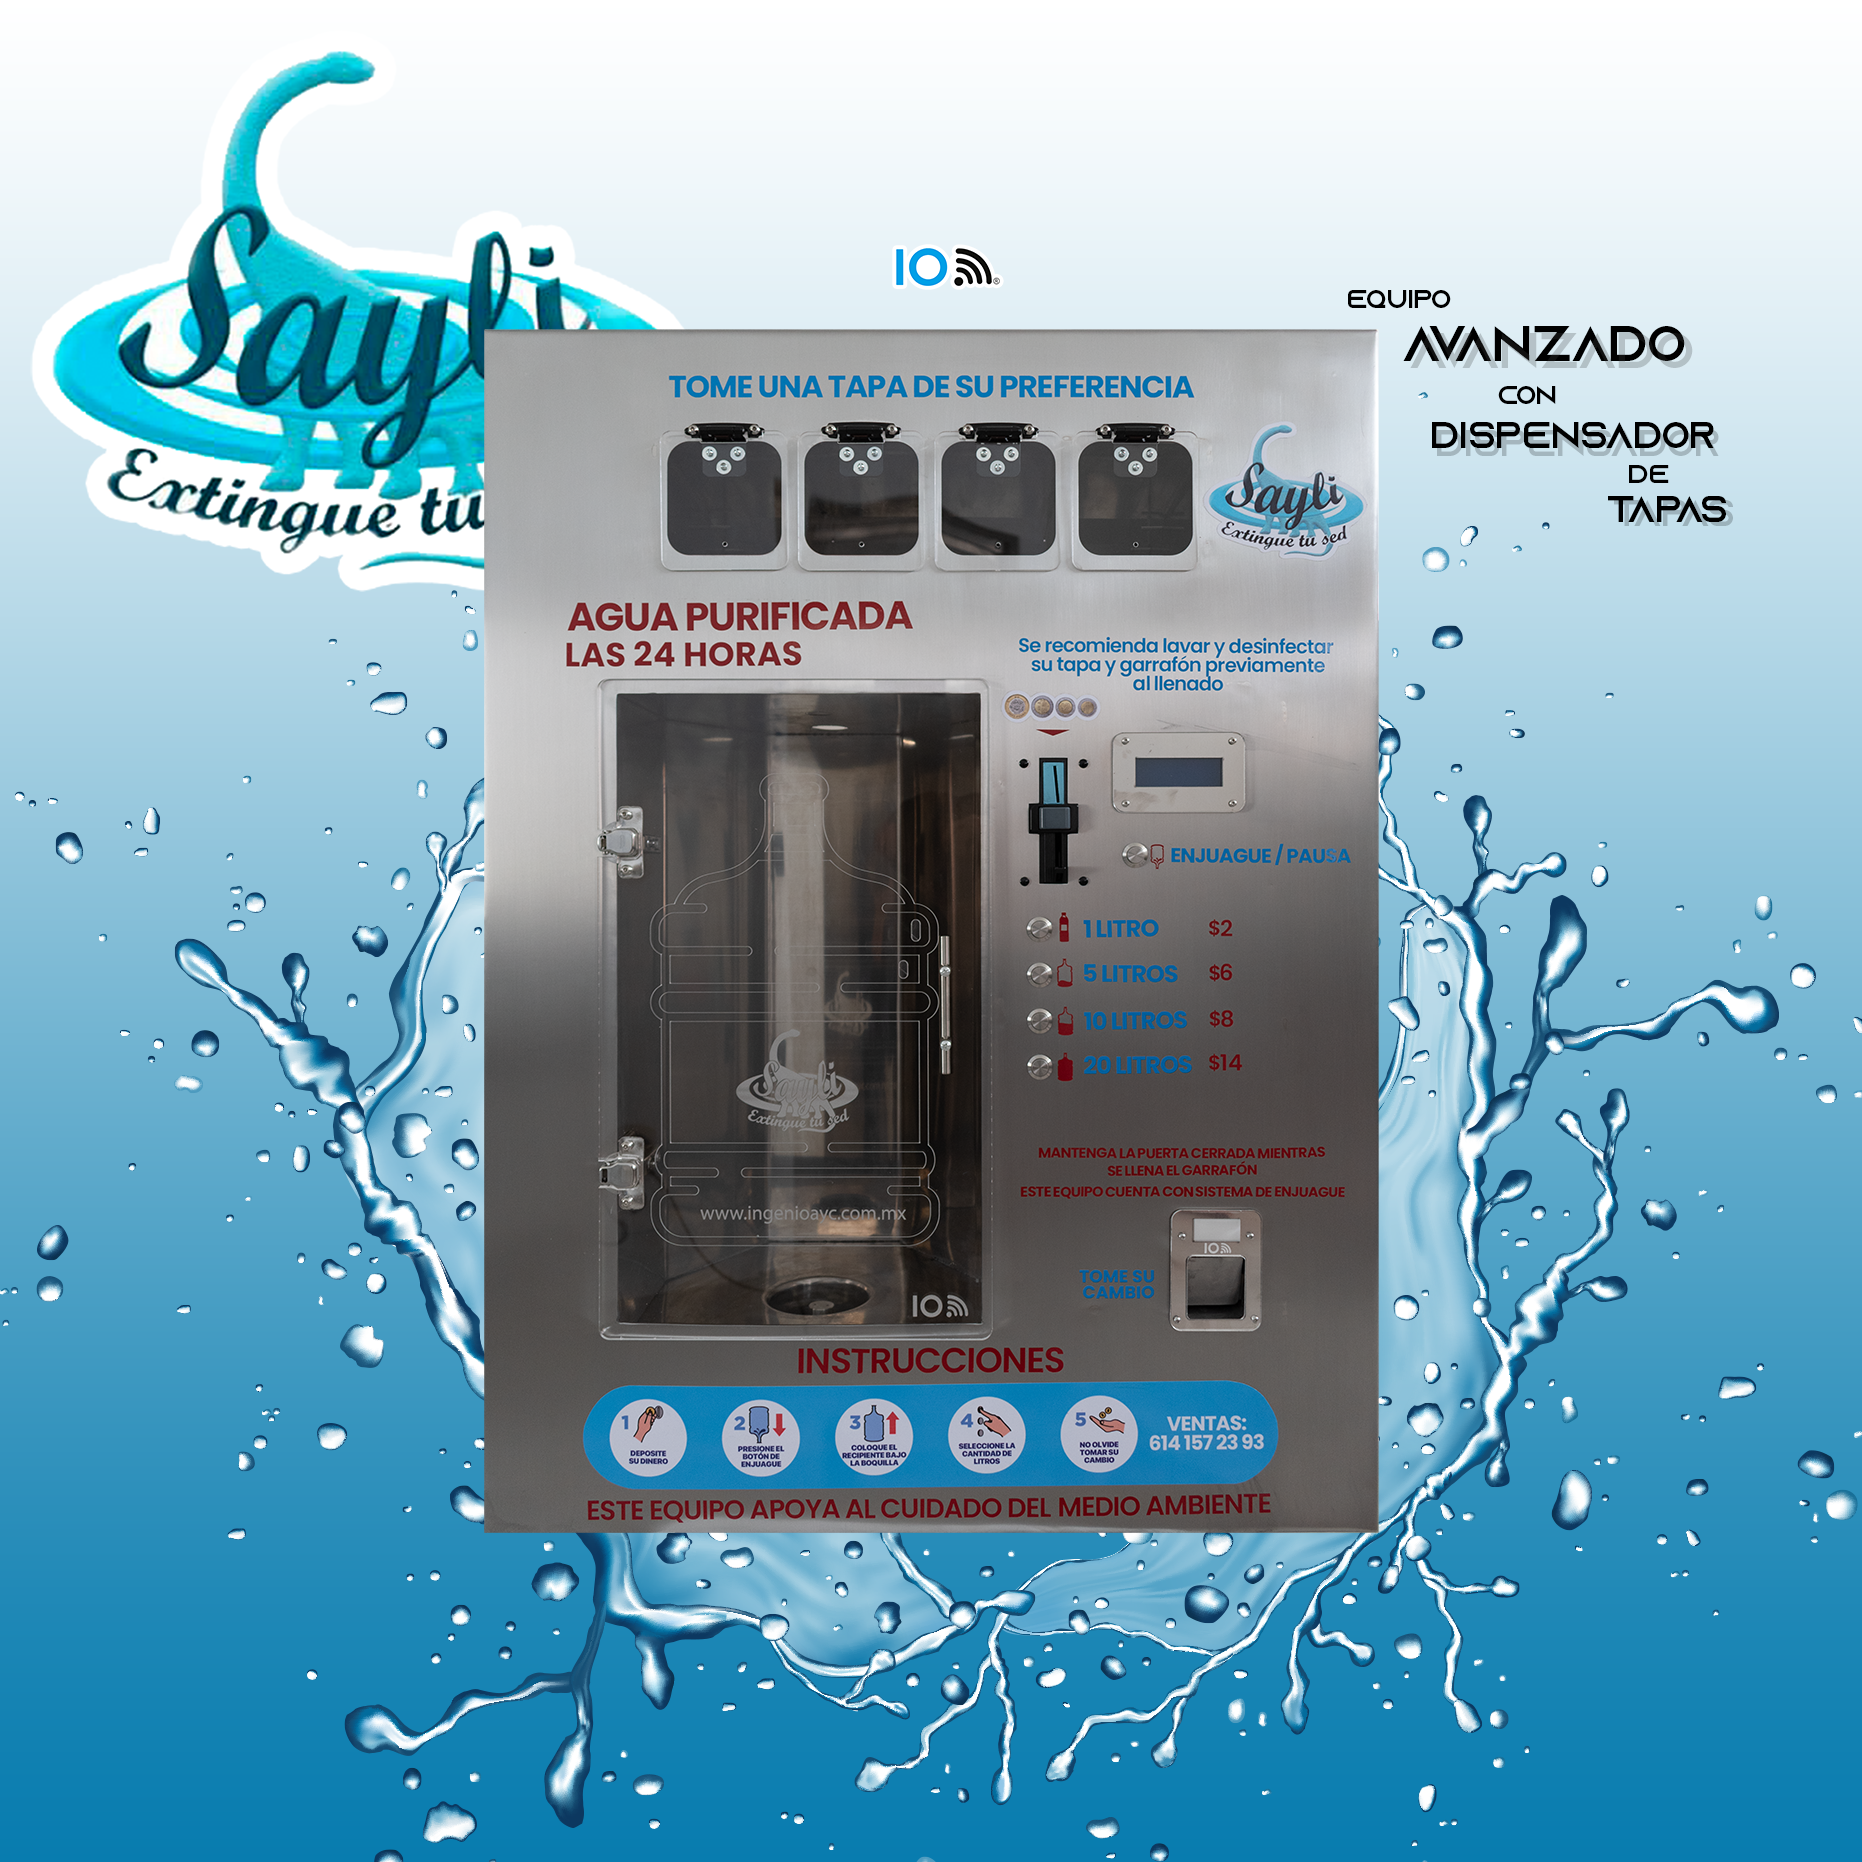 Sayli
Extingue tu
IO
®
EQUIPO
AVANZADO
CON
DISPENSADOR
DE
TAPAS
TOME UNA TAPA DE SU PREFERENCIA
Sayli
Extingue tu sed
AGUA PURIFICADA
LAS 24 HORAS
Se recomienda lavar y desinfectar
su tapa y garrafón previamente
al llenado
ENJUAGUE / PAUSA
1 LITRO $2
5 LITROS $6
10 LITROS $8
20 LITROS $14
Sayli
Extingue tu sed
www.ingenioavc.com.mx
IO
MANTENGA LA PUERTA CERRADA MIENTRAS
SE LLENA EL GARRAFÓN
ESTE EQUIPO CUENTA CON SISTEMA DE ENJUAGUE
IO
TOME SU
CAMBIO
INSTRUCCIONES
1
DEPOSITE
SU DINERO
2
PRESIONE EL
BOTÓN DE
ENJUAGUE
3
COLOQUE EL
RECIPIENTE BAJO
LA BOQUILLA
4
SELECCIONE LA
CANTIDAD DE
LITROS
5
NO OLVIDE
TOMAR SU
CAMBIO
VENTAS:
614 157 23 93
ESTE EQUIPO APOYA AL CUIDADO DEL MEDIO AMBIENTE